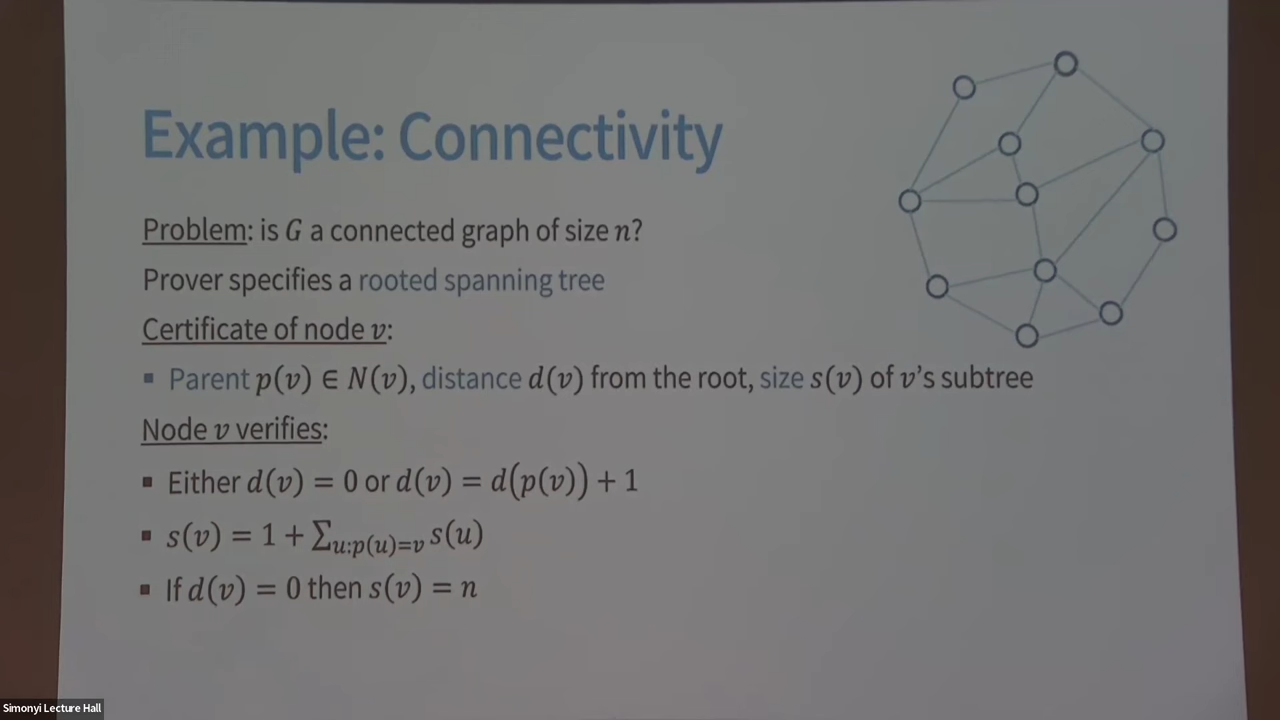 Example: Connectivity
Problem: is G a connected graph of size n?
Prover specifies a rooted spanning tree
Certificate of node v:
▪ Parent p(v) ∈ N(v), distance d(v) from the root, size s(v) of v's subtree
Node v verifies:
▪ Either d(v) = 0 or d(v) = d(p(v)) + 1
▪ s(v) = 1 + ∑_{u:p(u)=v} s(u)
▪ If d(v) = 0 then s(v) = n
Simonyi Lecture Hall